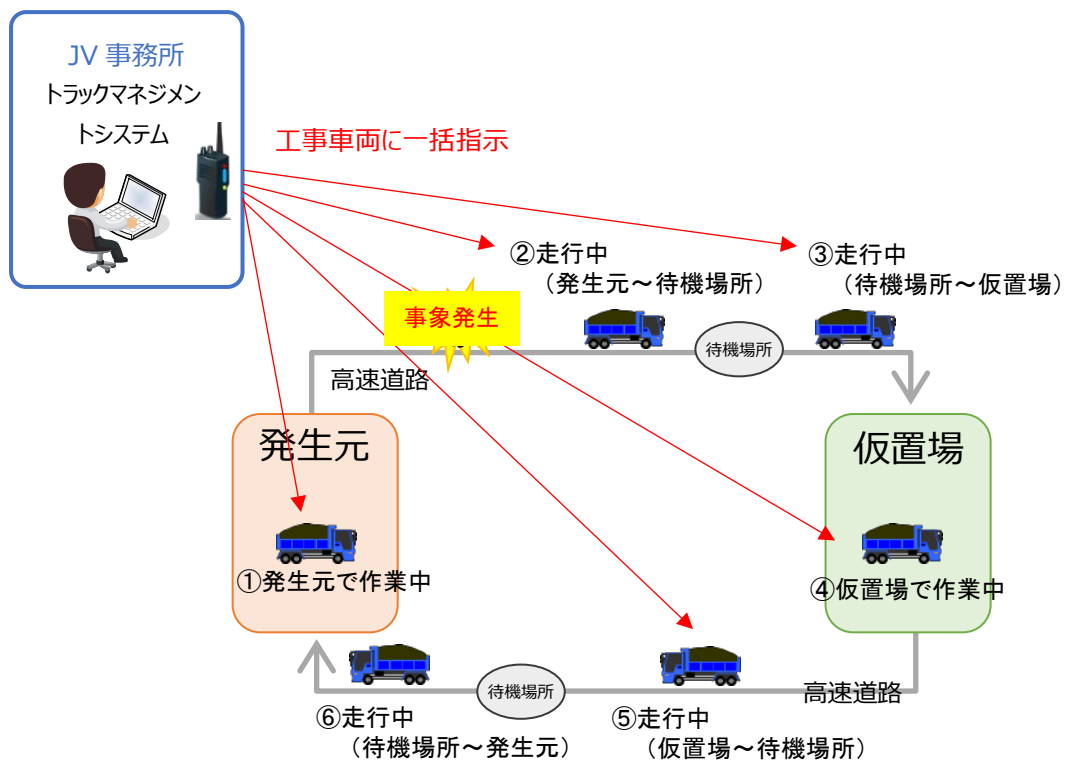 JV 事務所
トラックマネジメン
トシステム
工事車両に一括指示
②走行中
（発生元～待機場所）
③走行中
（待機場所～仮置場）
事象発生
待機場所
高速道路
発生元
仮置場
①発生元で作業中
④仮置場で作業中
待機場所
高速道路
⑥走行中
（待機場所～発生元）
⑤走行中
（仮置場～待機場所）